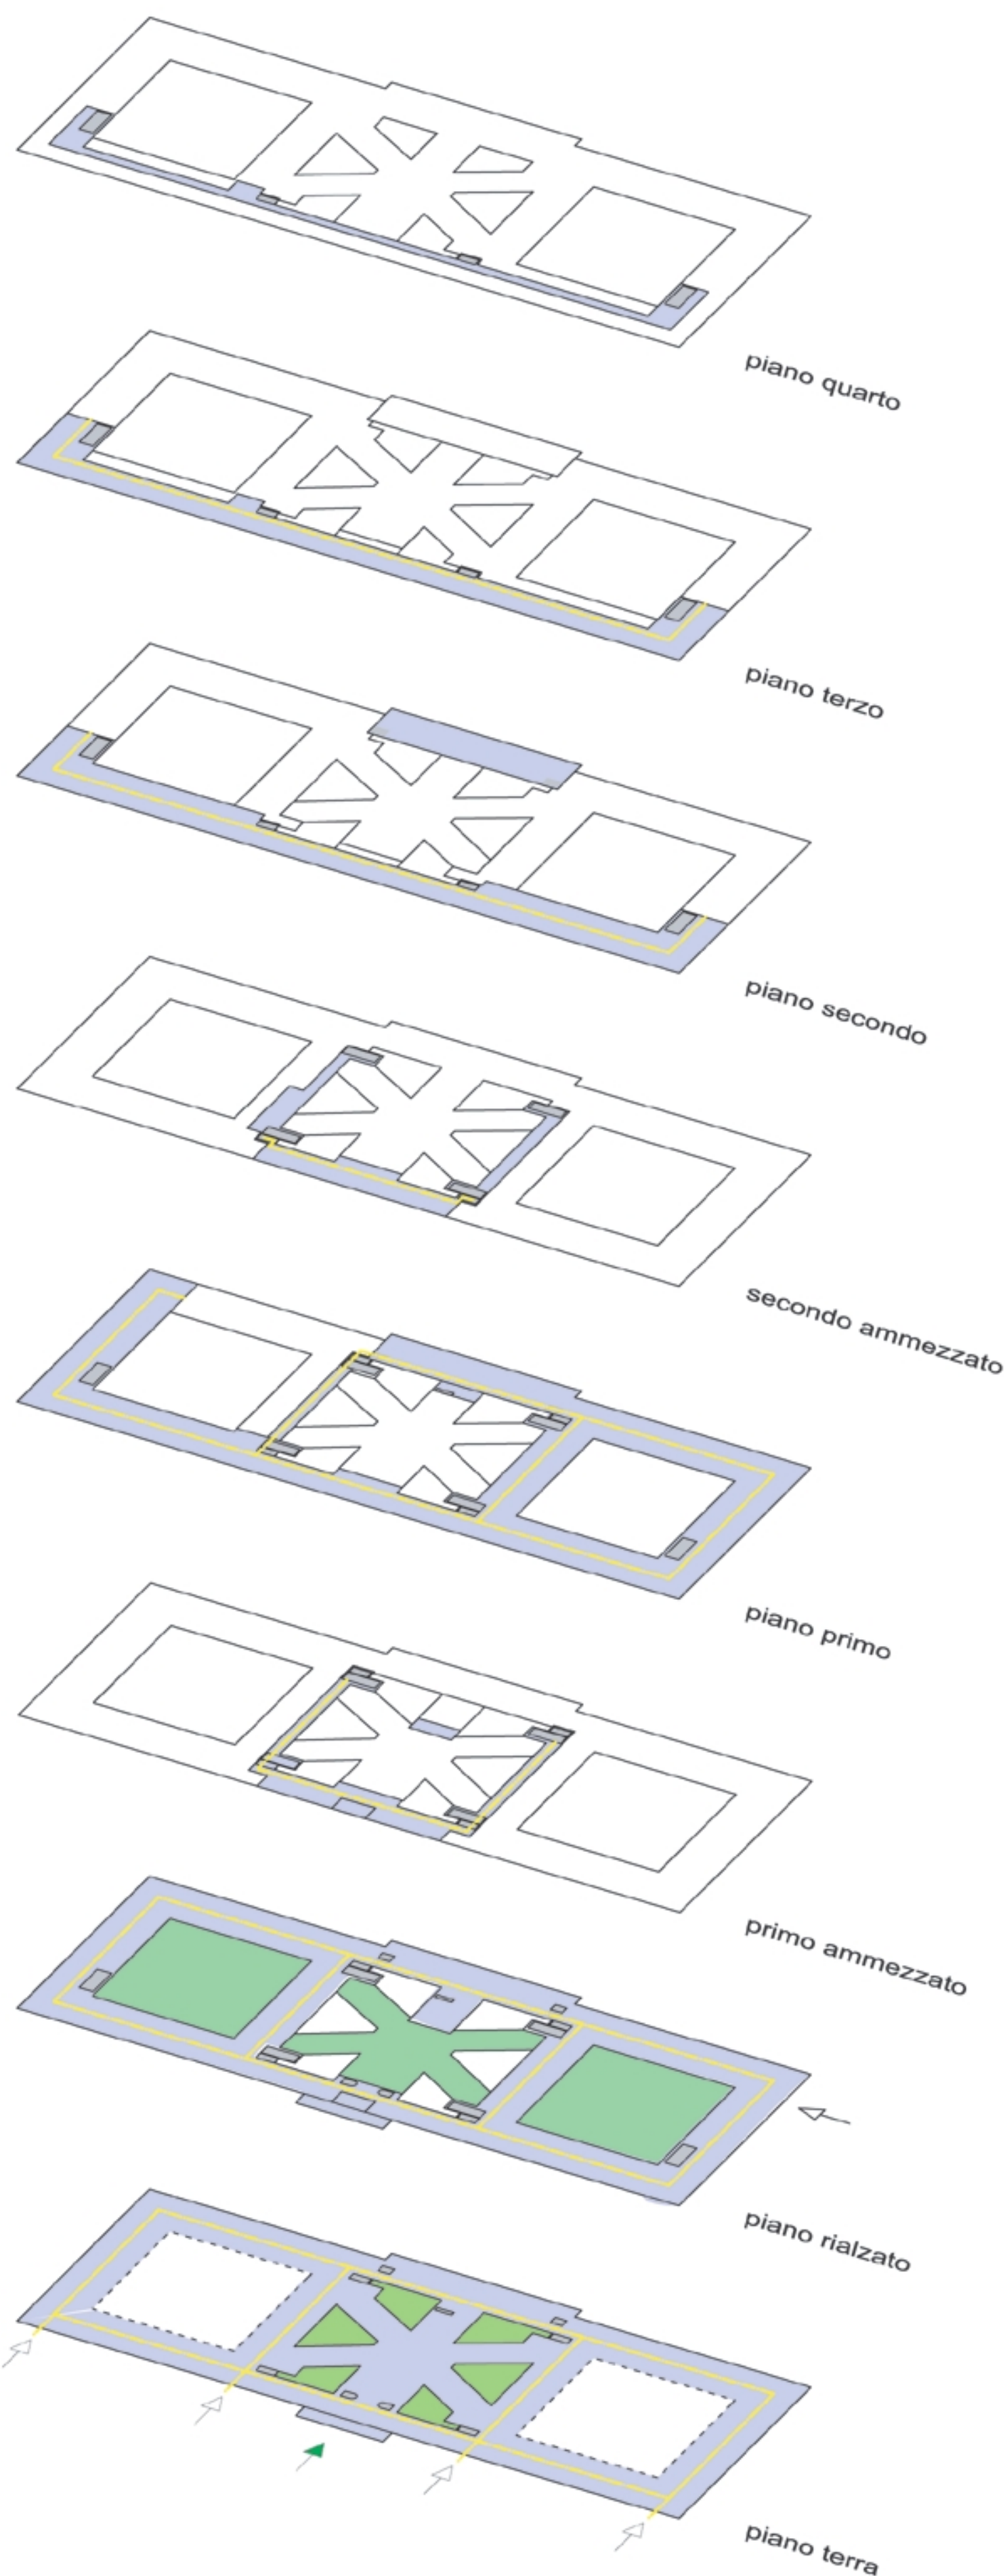 piano quarto
piano terzo
piano secondo
secondo ammezzato
piano primo
primo ammezzato
piano rialzato
piano terra